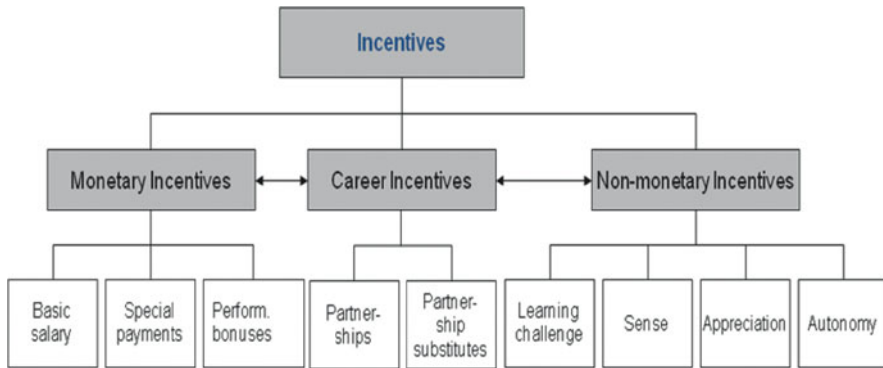 Incentives
Monetary Incentives
Career Incentives
Non-monetary Incentives
Basic
salary
Special
payments
Perform.
bonuses
Partner-
ships
Partner-
ship
substitutes
Learning
challenge
Sense
Appreciation
Autonomy